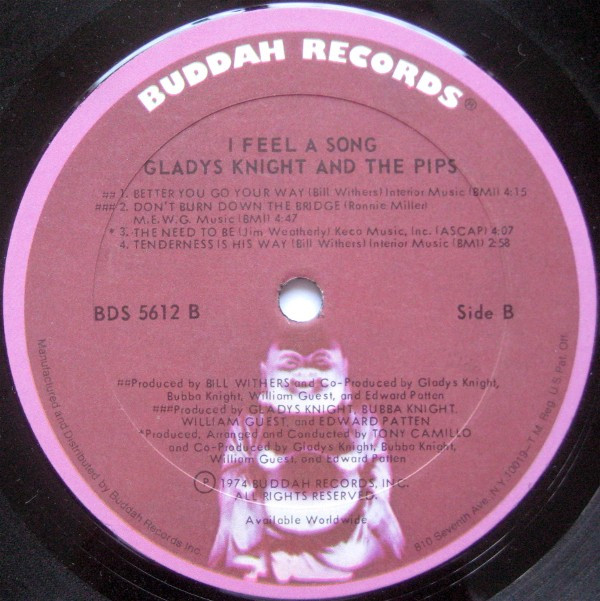 BUDDAH RECORDS®
I FEEL A SONG
GLADYS KNIGHT AND THE PIPS
## 1. BETTER YOU GO YOUR WAY (Bill Withers) Interior Music (BMI) 4:15
### 2. DON'T BURN DOWN THE BRIDGE (Ronnie Miller)
M.E.W.G. Music (BMI) 4:47
* 3. THE NEED TO BE (Jim Weatherly) Keca Music, Inc. (ASCAP) 4:07
4. TENDERNESS IS HIS WAY (Bill Withers) Interior Music (BMI) 2:58
BDS 5612 B
Side B
##Produced by BILL WITHERS and Co-Produced by Gladys Knight,
Bubba Knight, William Guest, and Edward Patten
###Produced by GLADYS KNIGHT, BUBBA KNIGHT,
WILLIAM GUEST, and EDWARD PATTEN
*Produced, Arranged and Conducted by TONY CAMILLO
and Co-Produced by Gladys Knight, Bubba Knight,
William Guest, and Edward Patten
Ⓟ 1974 BUDDAH RECORDS, INC.
ALL RIGHTS RESERVED.
Available Worldwide
Manufactured and Distributed by Buddah Records Inc.
810 Seventh Ave. N.Y. 10019—T.M. Reg. U.S. Pat. Off.